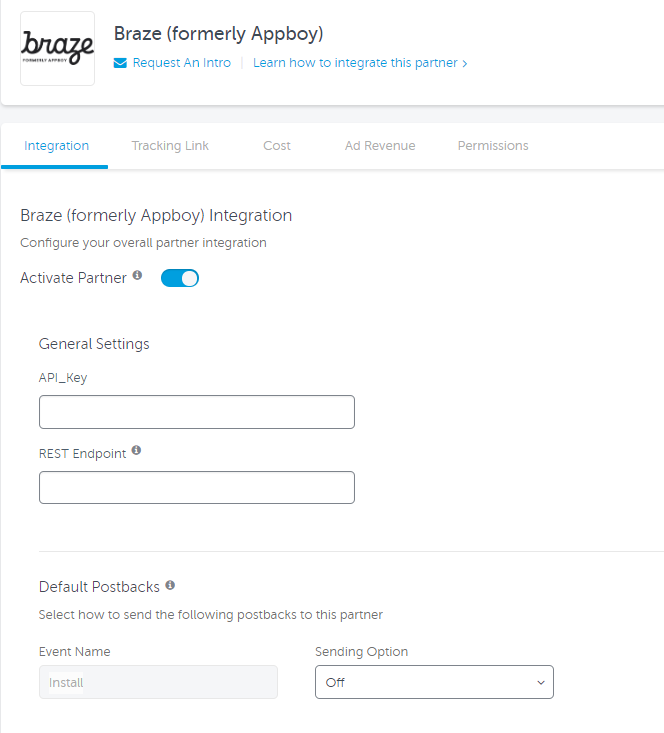 braze
FORMERLY APPBOY
Braze (formerly Appboy)
Request An Intro
Learn how to integrate this partner >
Integration
Tracking Link
Cost
Ad Revenue
Permissions
Braze (formerly Appboy) Integration
Configure your overall partner integration
Activate Partner
General Settings
API_Key
REST Endpoint
Default Postbacks
Select how to send the following postbacks to this partner
Event Name
Sending Option
Install
Off